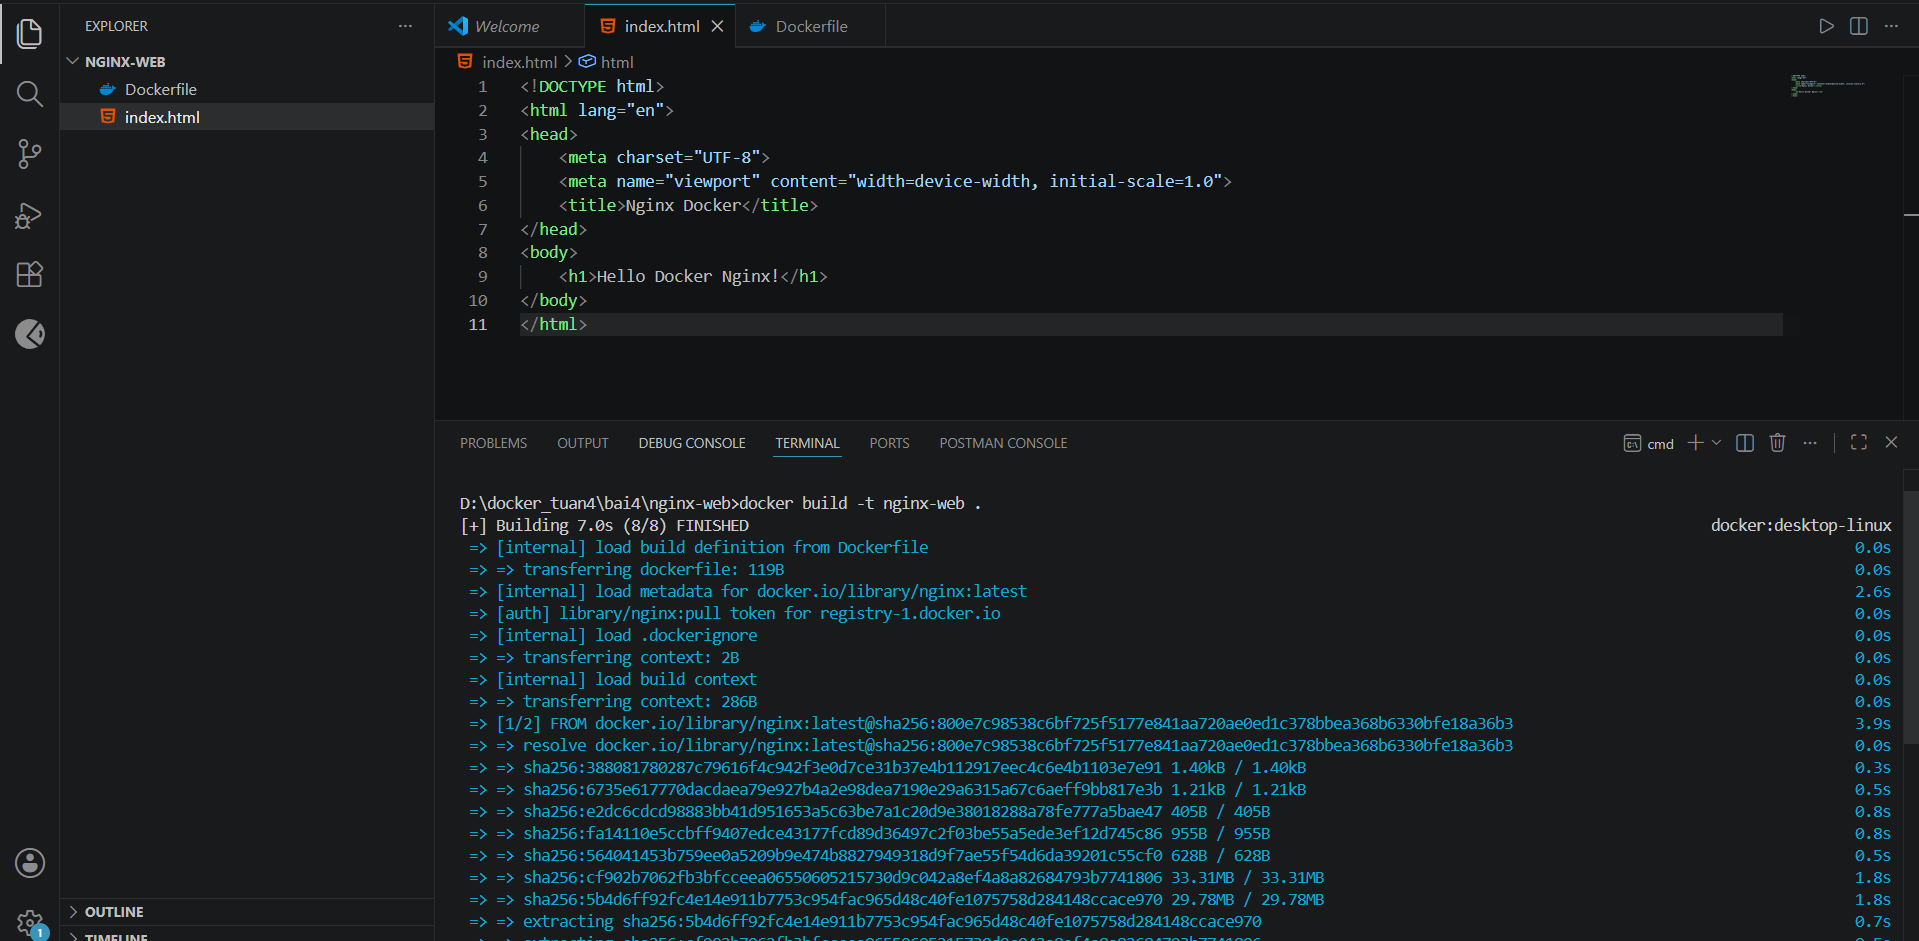 EXPLORER
NGINX-WEB
Dockerfile
index.html
OUTLINE
TIMELINE
1
Welcome
index.html
Dockerfile
index.html > html
1 <!DOCTYPE html>
2 <html lang="en">
3 <head>
4 <meta charset="UTF-8">
5 <meta name="viewport" content="width=device-width, initial-scale=1.0">
6 <title>Nginx Docker</title>
7 </head>
8 <body>
9 <h1>Hello Docker Nginx!</h1>
10 </body>
11 </html>
PROBLEMS OUTPUT DEBUG CONSOLE TERMINAL PORTS POSTMAN CONSOLE cmd
D:\docker_tuan4\bai4\nginx-web>docker build -t nginx-web .
[+] Building 7.0s (8/8) FINISHED docker:desktop-linux
=> [internal] load build definition from Dockerfile 0.0s
=> => transferring dockerfile: 119B 0.0s
=> [internal] load metadata for docker.io/library/nginx:latest 2.6s
=> [auth] library/nginx:pull token for registry-1.docker.io 0.0s
=> [internal] load .dockerignore 0.0s
=> => transferring context: 2B 0.0s
=> [internal] load build context 0.0s
=> => transferring context: 286B 0.0s
=> [1/2] FROM docker.io/library/nginx:latest@sha256:800e7c98538c6bf725f5177e841aa720ae0ed1c378bbea368b6330bfe18a36b3 3.9s
=> => resolve docker.io/library/nginx:latest@sha256:800e7c98538c6bf725f5177e841aa720ae0ed1c378bbea368b6330bfe18a36b3 0.0s
=> => sha256:388081780287c79616f4c942f3e0d7ce31b37e4b112917eec4c6e4b1103e7e91 1.40kB / 1.40kB 0.3s
=> => sha256:6735e617770dacdaea79e927b4a2e98dea7190e29a6315a67c6aeff9bb817e3b 1.21kB / 1.21kB 0.5s
=> => sha256:e2dc6cdcd98883bb41d951653a5c63be7a1c20d9e38018288a78fe777a5bae47 405B / 405B 0.8s
=> => sha256:fa14110e5ccbff9407edce43177fcd89d36497c2f03be55a5ede3ef12d745c86 955B / 955B 0.8s
=> => sha256:564041453b759ee0a5209b9e474b8827949318d9f7ae55f54d6da39201c55cf0 628B / 628B 0.5s
=> => sha256:cf902b7062fb3bfcceea06550605215730d9c042a8ef4a8a82684793b7741806 33.31MB / 33.31MB 1.8s
=> => sha256:5b4d6ff92fc4e14e911b7753c954fac965d48c40fe1075758d284148ccace970 29.78MB / 29.78MB 1.8s
=> => extracting sha256:5b4d6ff92fc4e14e911b7753c954fac965d48c40fe1075758d284148ccace970 0.7s